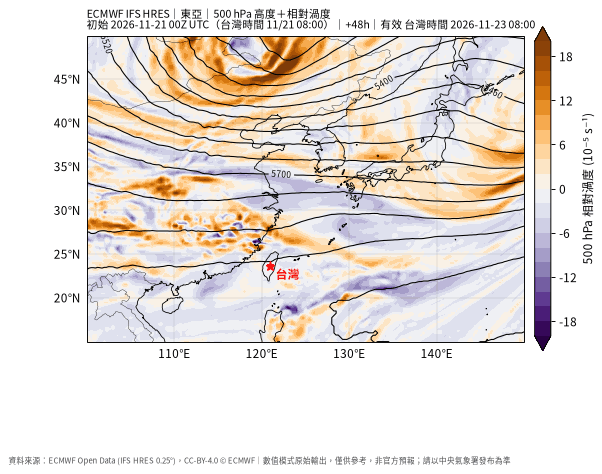 ECMWF IFS HRES｜東亞｜500 hPa 高度＋相對渦度
初始 2026-11-21 00Z UTC（台灣時間 11/21 08:00）｜+48h｜有效 台灣時間 2026-11-23 08:00
5520
5400
5460
5700
台灣
45°N
40°N
35°N
30°N
25°N
20°N
110°E
120°E
130°E
140°E
18
12
6
0
-6
-12
-18
500 hPa 相對渦度 (10⁻⁵ s⁻¹)
資料來源：ECMWF Open Data (IFS HRES 0.25°)，CC-BY-4.0 © ECMWF｜數值模式原始輸出，僅供參考，非官方預報；請以中央氣象署發布為準